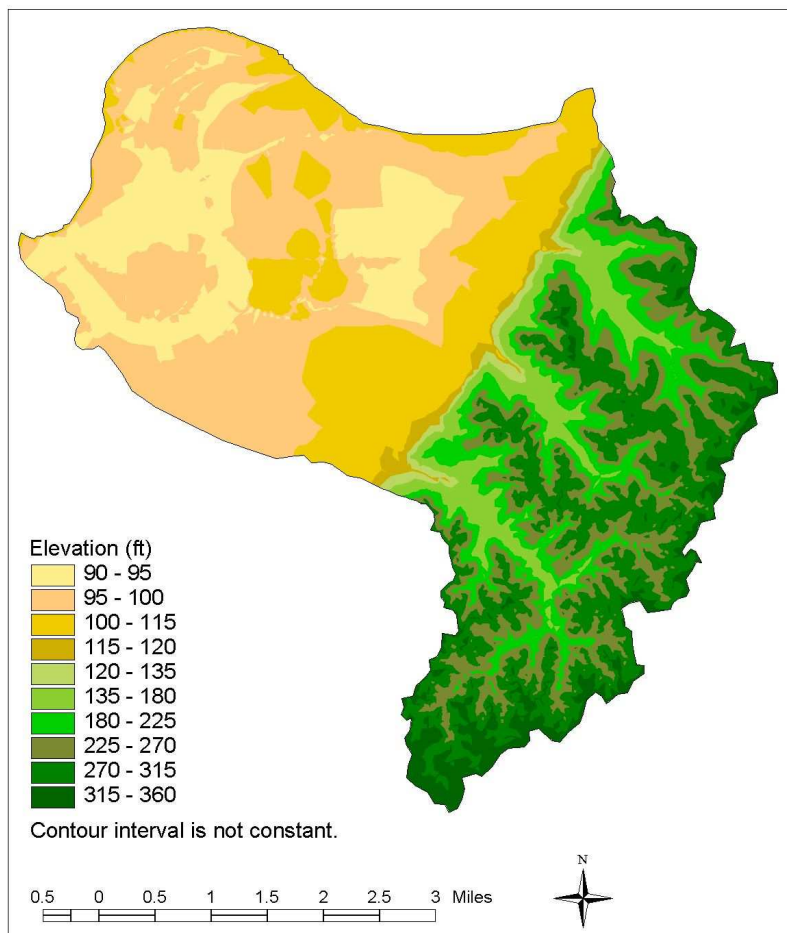 Elevation (ft)
90 - 95
95 - 100
100 - 115
115 - 120
120 - 135
135 - 180
180 - 225
225 - 270
270 - 315
315 - 360
Contour interval is not constant.
N
0.5 0 0.5 1 1.5 2 2.5 3 Miles